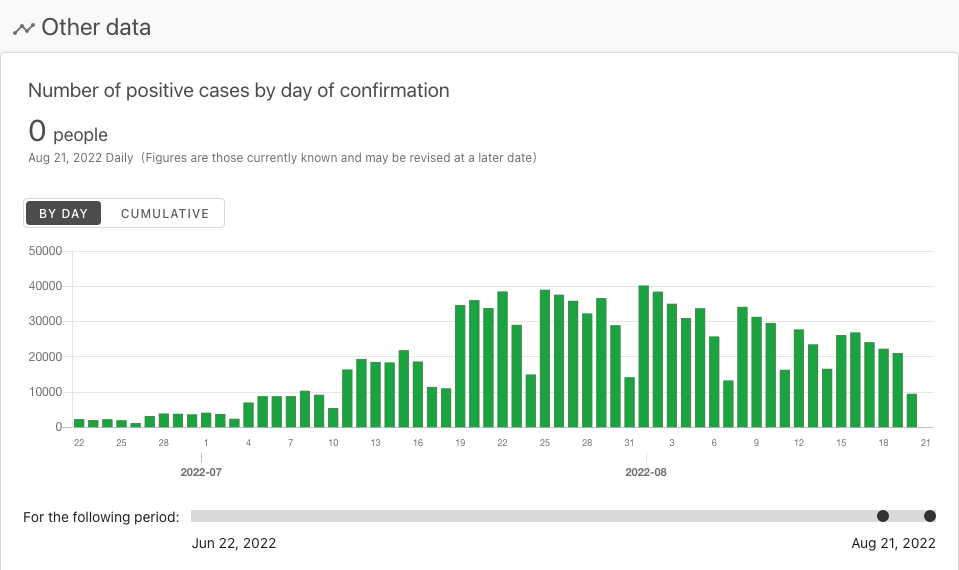 Other data
Number of positive cases by day of confirmation
0 people
Aug 21, 2022 Daily (Figures are those currently known and may be revised at a later date)
BY DAY CUMULATIVE
50000
40000
30000
20000
10000
0
22 25 28 1 4 7 10 13 16 19 22 25 28 31 3 6 9 12 15 18 21
2022-07 2022-08
For the following period:
Jun 22, 2022 Aug 21, 2022